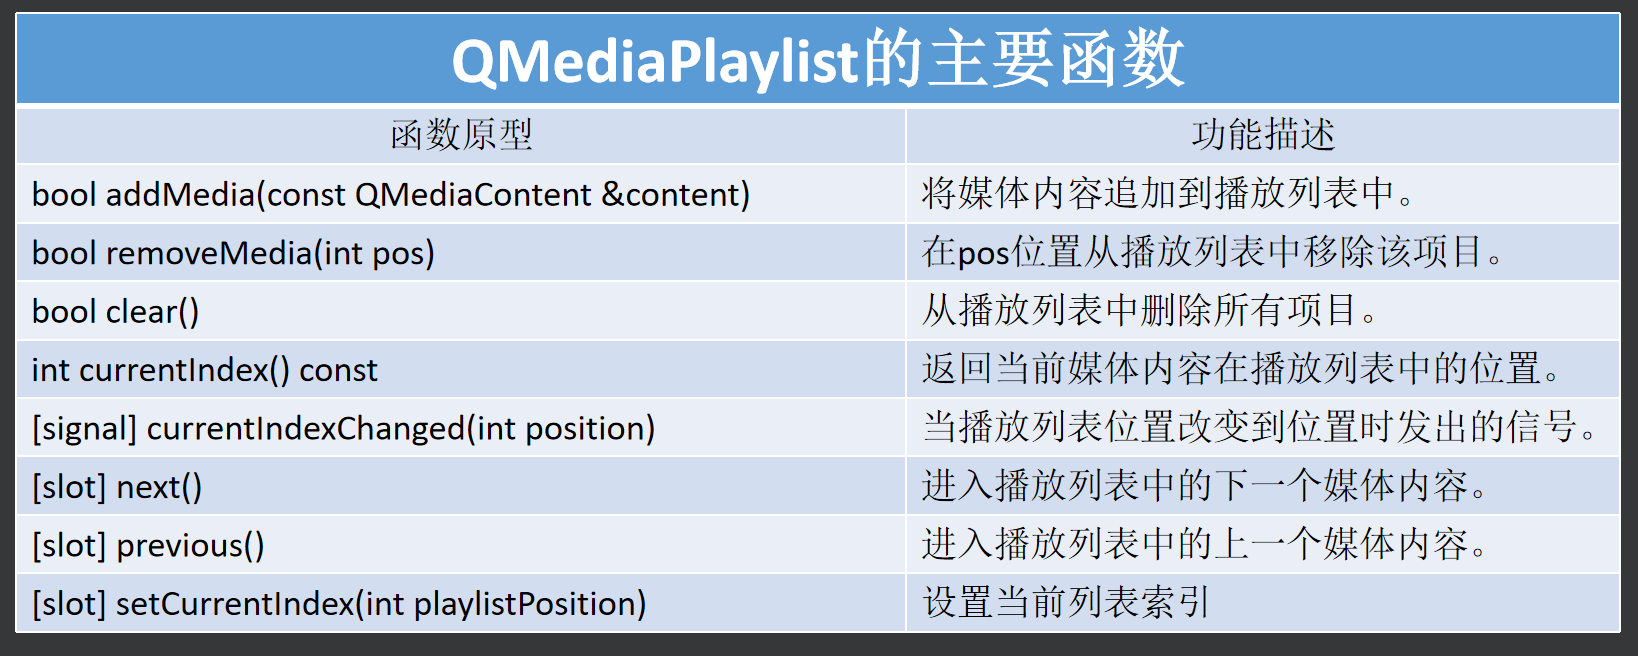 QMediaPlaylist的主要函数
函数原型 功能描述
bool addMedia(const QMediaContent &content) 将媒体内容追加到播放列表中。
bool removeMedia(int pos) 在pos位置从播放列表中移除该项目。
bool clear() 从播放列表中删除所有项目。
int currentIndex() const 返回当前媒体内容在播放列表中的位置。
[signal] currentIndexChanged(int position) 当播放列表位置改变到位置时发出的信号。
[slot] next() 进入播放列表中的下一个媒体内容。
[slot] previous() 进入播放列表中的上一个媒体内容。
[slot] setCurrentIndex(int playlistPosition) 设置当前列表索引